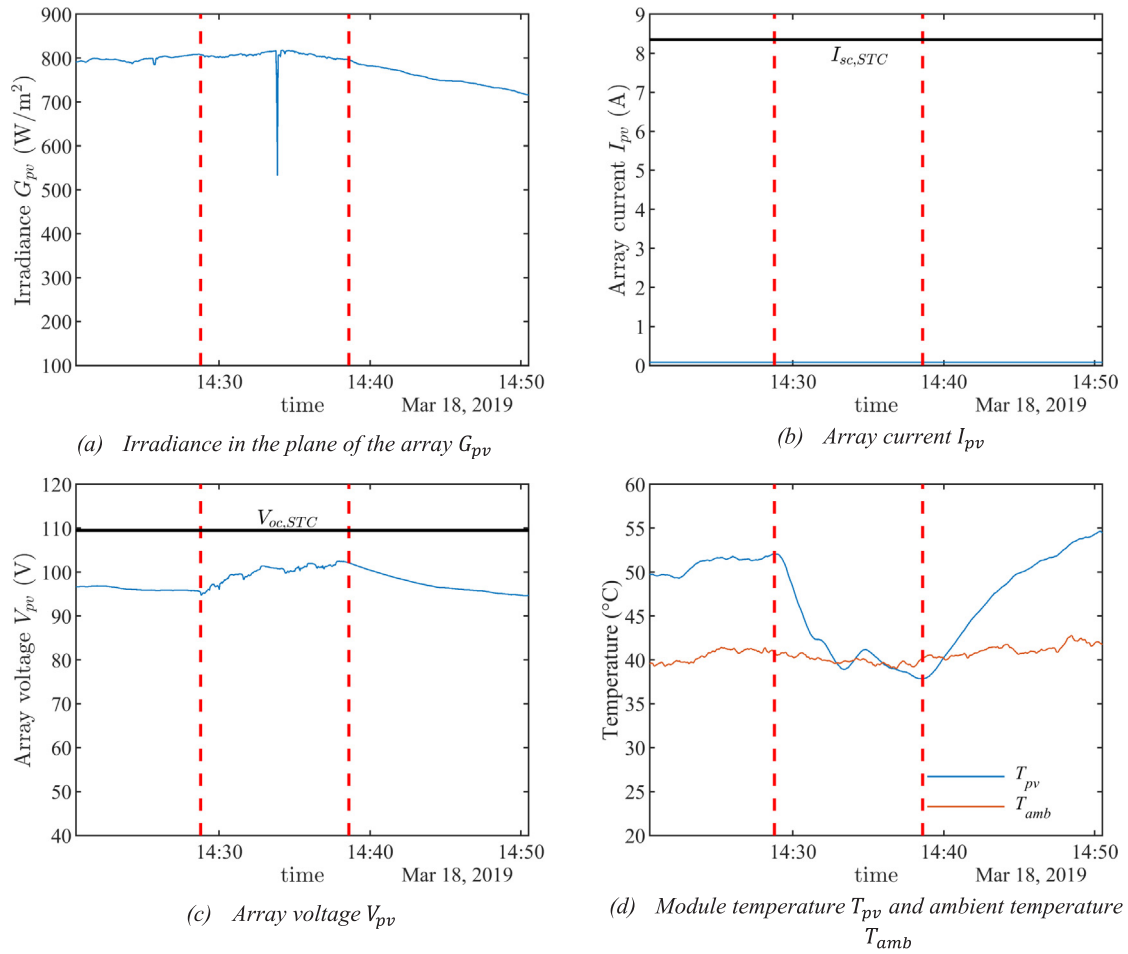 900
800
700
600
500
400
300
200
100
Irradiance G_pv (W/m²)
14:30
14:40
14:50
time
Mar 18, 2019
(a) Irradiance in the plane of the array G_pv
9
8
7
6
5
4
3
2
1
0
Array current I_pv (A)
I_sc,STC
14:30
14:40
14:50
time
Mar 18, 2019
(b) Array current I_pv
120
110
100
90
80
70
60
50
40
Array voltage V_pv (V)
V_oc,STC
14:30
14:40
14:50
time
Mar 18, 2019
(c) Array voltage V_pv
60
55
50
45
40
35
30
25
20
Temperature (°C)
T_pv
T_amb
14:30
14:40
14:50
time
Mar 18, 2019
(d) Module temperature T_pv and ambient temperature
T_amb